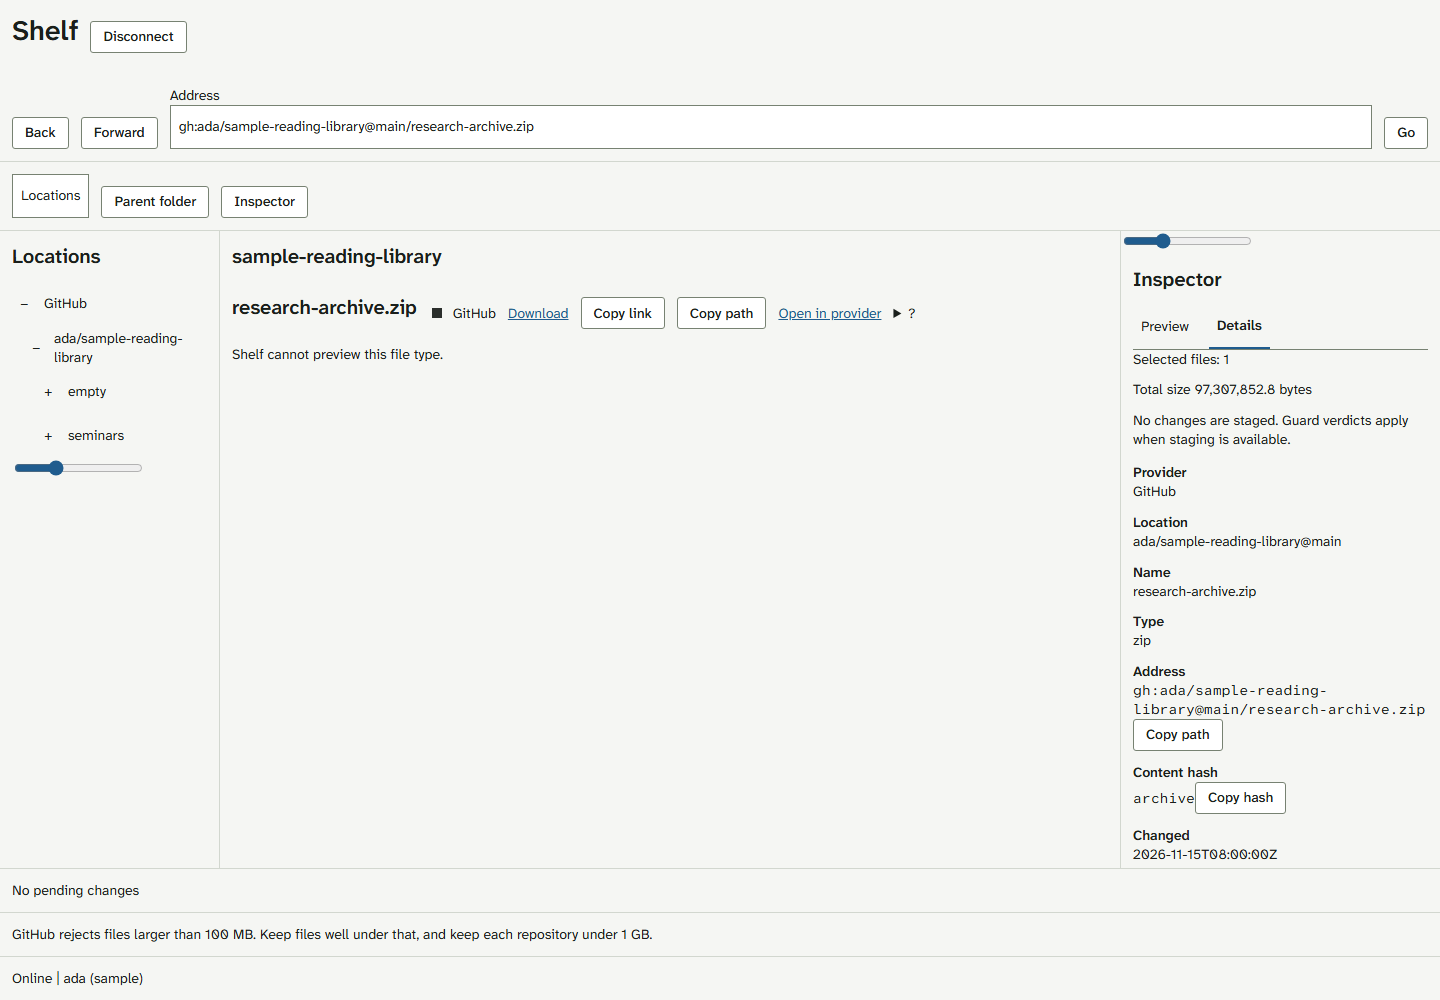 Shelf
Disconnect
Address
Back
Forward
gh:ada/sample-reading-library@main/research-archive.zip
Go
Locations
Parent folder
Inspector
Locations
– GitHub
– ada/sample-reading-
library
+ empty
+ seminars
sample-reading-library
research-archive.zip
GitHub
Download
Copy link
Copy path
Open in provider
?
Shelf cannot preview this file type.
Inspector
Preview
Details
Selected files: 1
Total size 97,307,852.8 bytes
No changes are staged. Guard verdicts apply
when staging is available.
Provider
GitHub
Location
ada/sample-reading-library@main
Name
research-archive.zip
Type
zip
Address
gh:ada/sample-reading-
library@main/research-archive.zip
Copy path
Content hash
archive
Copy hash
Changed
2026-11-15T08:00:00Z
No pending changes
GitHub rejects files larger than 100 MB. Keep files well under that, and keep each repository under 1 GB.
Online | ada (sample)